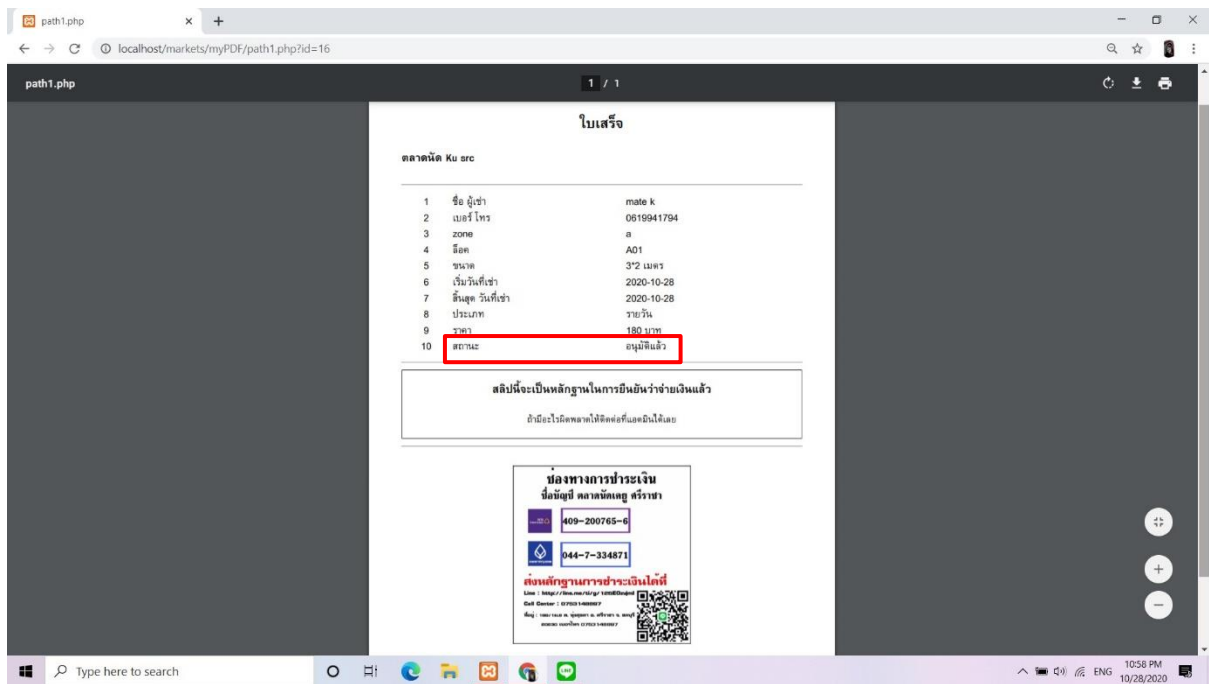 path1.php
localhost/markets/myPDF/path1.php?id=16
path1.php
1 / 1
ใบเสร็จ
ตลาดนัด Ku src
1 ชื่อ ผู้เช่า mate k
2 เบอร์ โทร 0619941794
3 zone a
4 ล็อค A01
5 ขนาด 3*2 เมตร
6 เริ่มวันที่เช่า 2020-10-28
7 สิ้นสุด วันที่เช่า 2020-10-28
8 ประเภท รายวัน
9 ราคา 180 บาท
10 สถานะ อนุมัติแล้ว
สลิปนี้จะเป็นหลักฐานในการยืนยันว่าจ่ายเงินแล้ว
ถ้ามีอะไรผิดพลาดให้ติดต่อที่แอดมินได้เลย
ช่องทางการชำระเงิน
ชื่อบัญชี ตลาดนัดเคยู ศรีราชา
409-200765-6
044-7-334871
ส่งหลักฐานการชำระเงินได้ที่
Line :
Call Center :
Type here to search
ENG
10:58 PM
10/28/2020